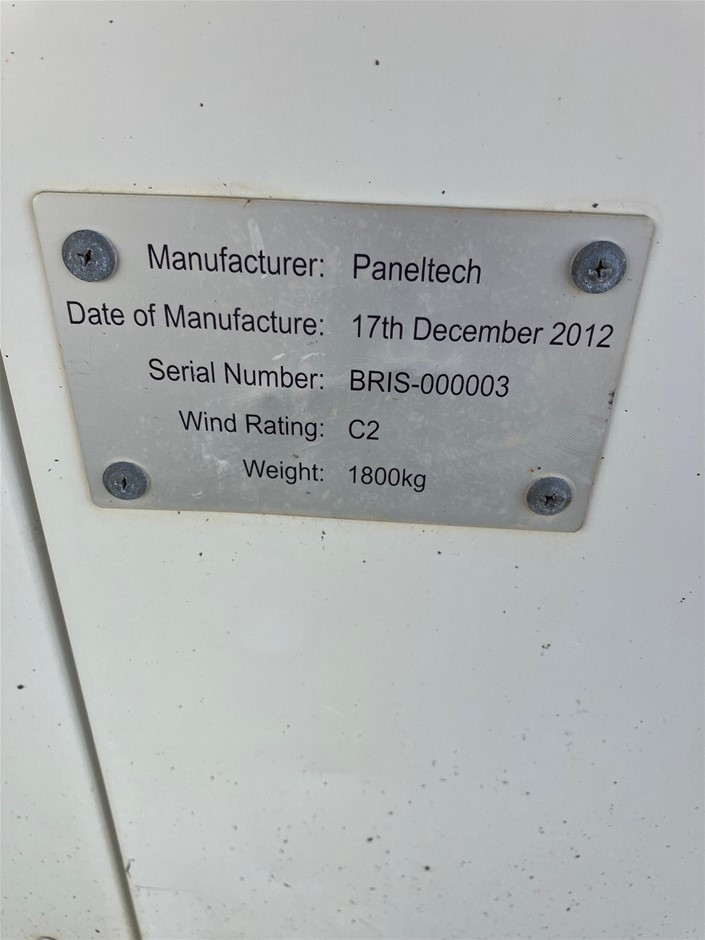 Manufacturer: Paneltech
Date of Manufacture: 17th December 2012
Serial Number: BRIS-000003
Wind Rating: C2
Weight: 1800kg